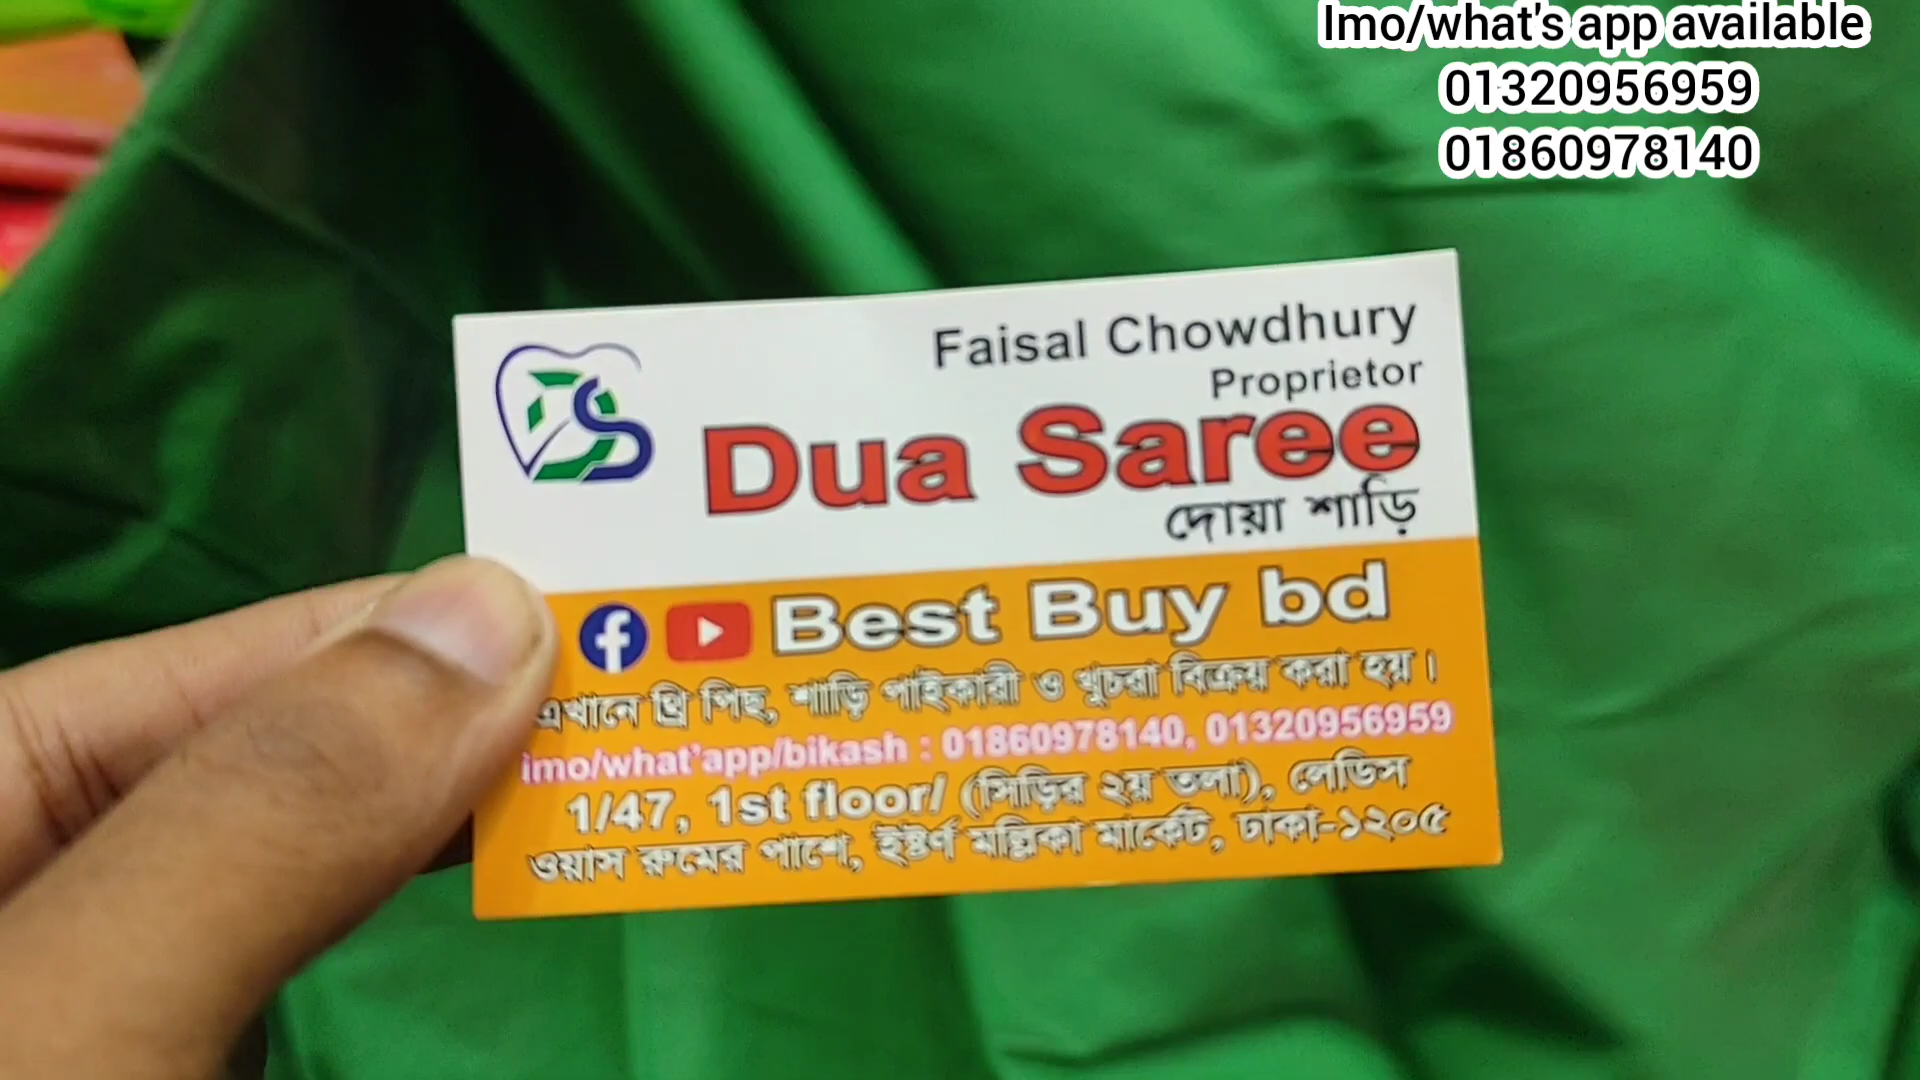 Imo/what's app available
01320956959
01860978140
Faisal Chowdhury
Proprietor
DS
Dua Saree
দোয়া শাড়ি
Best Buy bd
এখানে থ্রি পিছ, শাড়ি পাইকারী ও খুচরা বিক্রয় করা হয়।
imo/what'app/bikash : 01860978140, 01320956959
1/47, 1st floor/ (সিড়ির ২য় তলা), লেডিস
ওয়াস রুমের পাশে, ইষ্টার্ণ মল্লিকা মার্কেট, ঢাকা-১২০৫